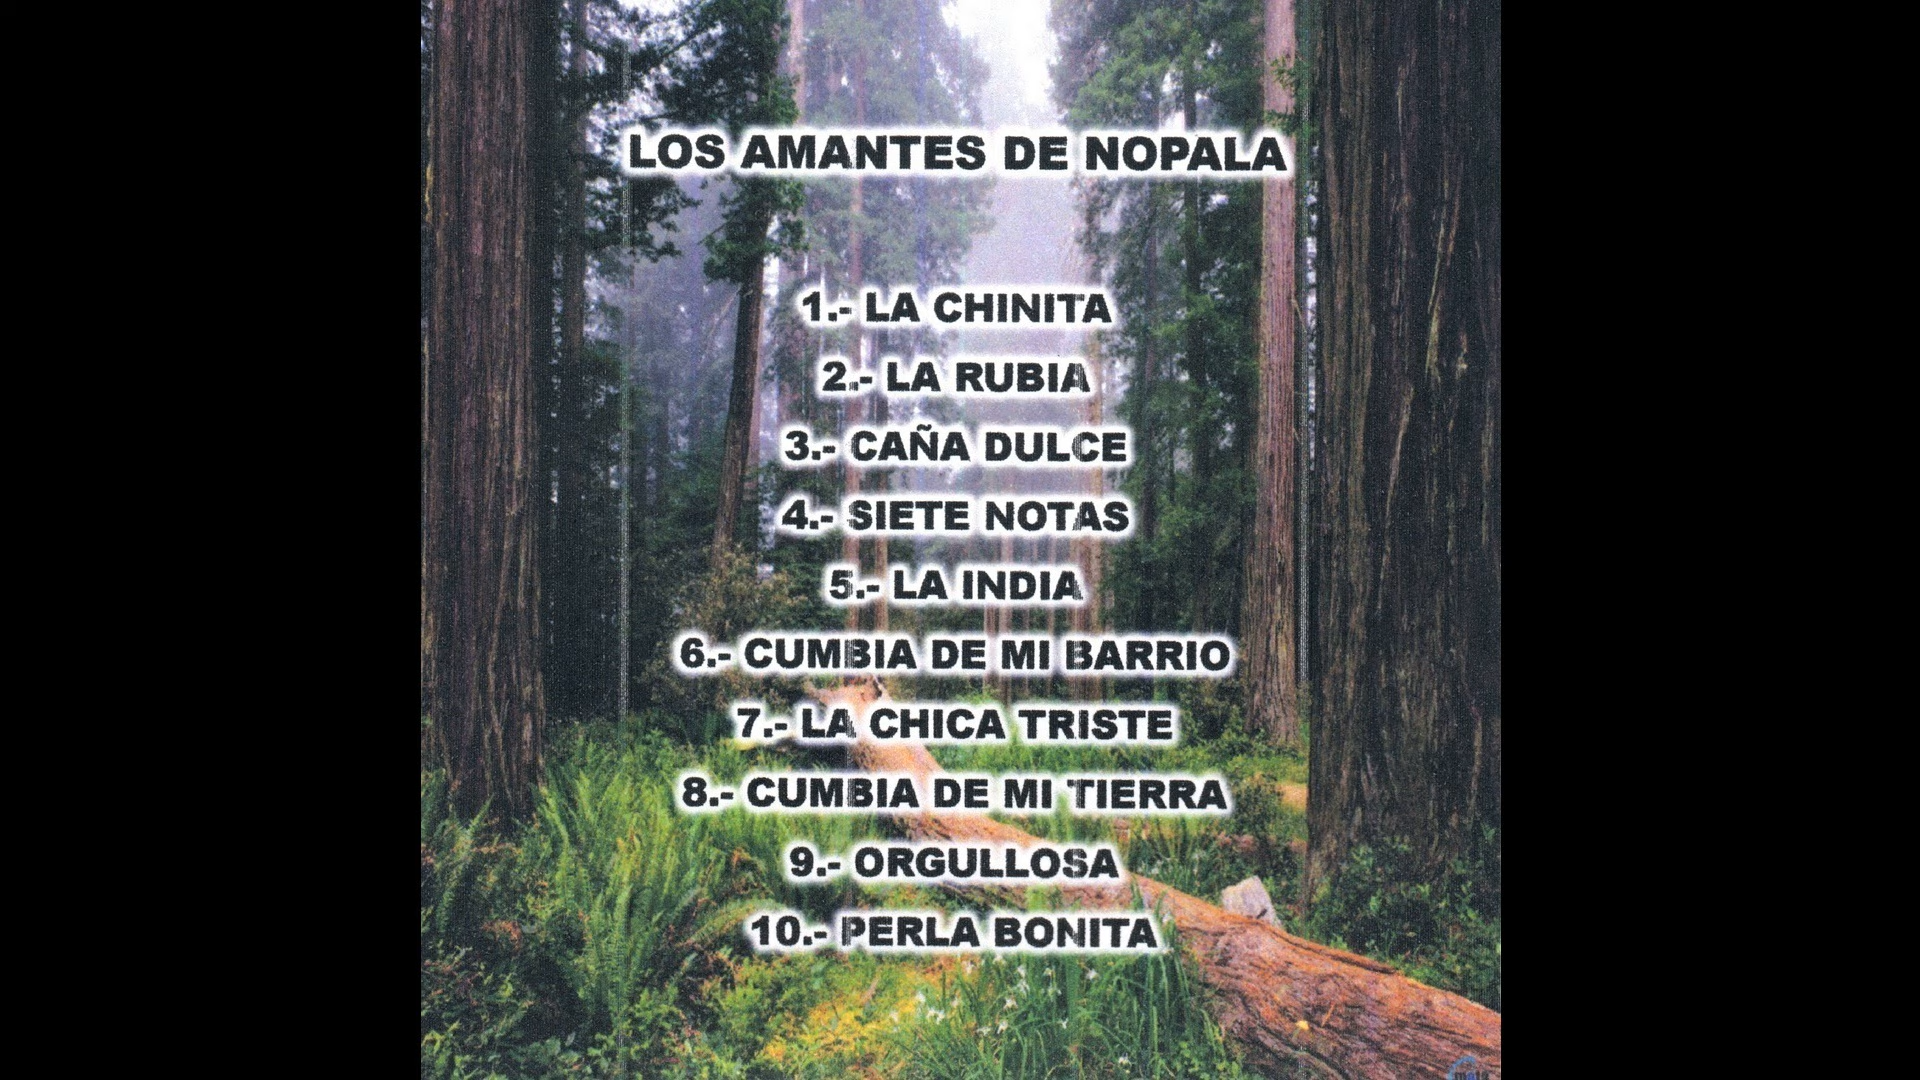 LOS AMANTES DE NOPALA
1.- LA CHINITA
2.- LA RUBIA
3.- CAÑA DULCE
4.- SIETE NOTAS
5.- LA INDIA
6.- CUMBIA DE MI BARRIO
7.- LA CHICA TRISTE
8.- CUMBIA DE MI TIERRA
9.- ORGULLOSA
10.- PERLA BONITA